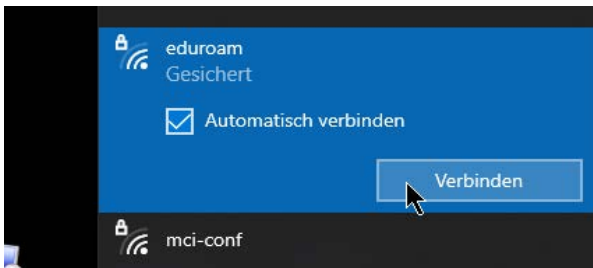 eduroam
Gesichert
Automatisch verbinden
Verbinden
mci-conf